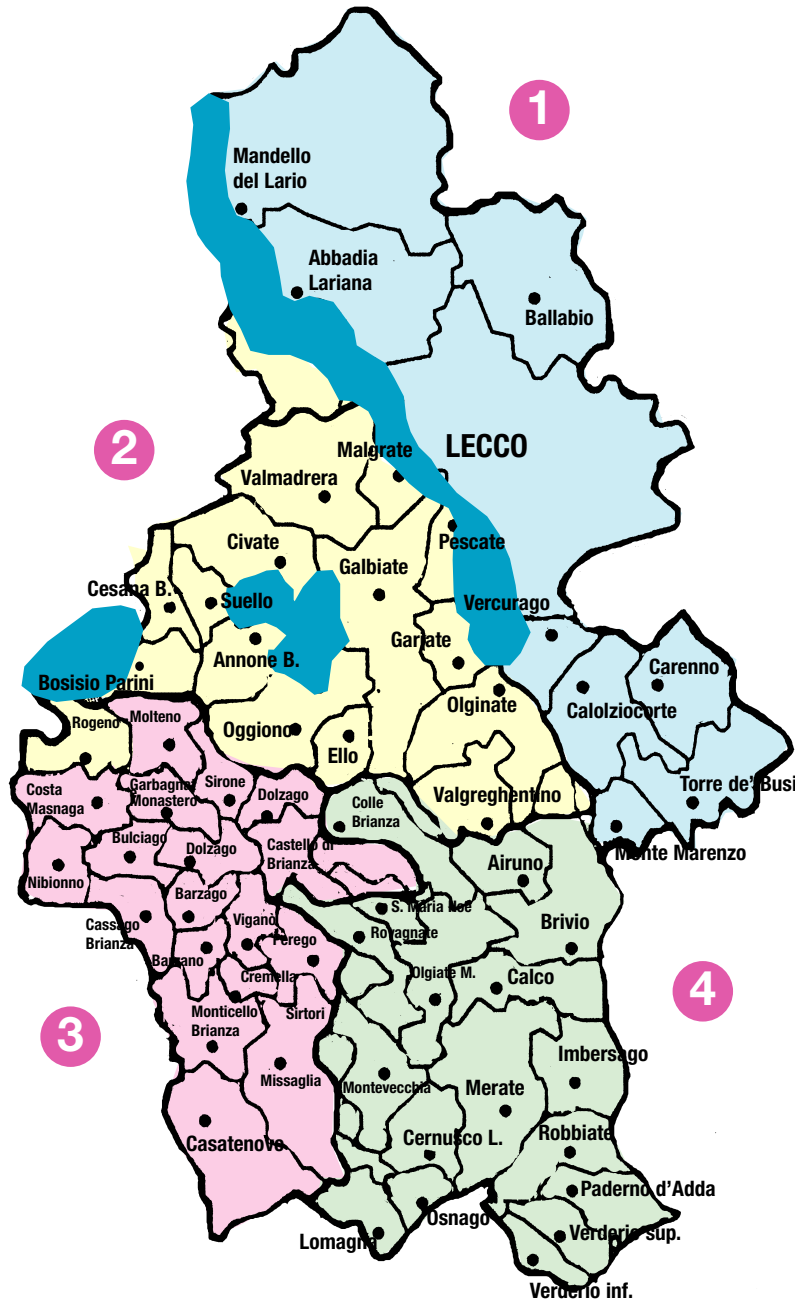 1
Mandello
del Lario
Abbadia
Lariana
Ballabio
2
Malgrate
LECCO
Valmadrera
Civate
Pescate
Galbiate
Cesana B.
Suello
Vercurago
Garlate
Annone B.
Bosisio Parini
Carenno
Olginate
Calolziocorte
Molteno
Rogeno
Oggiono
Ello
Costa
Masnaga
Garbagnat
Monastero
Sirone
Dolzago
Colle
Brianza
Valgreghentino
Torre de' Busi
Bulciago
Dolzago
Castello di
Brianza
Airuno
Monte Marenzo
Nibionno
Barzago
Cassago
Brianza
Viganò
S. Maria Hoè
Rovagnate
Brivio
Barzano
Perego
Cremella
Olgiate M.
Calco
4
3
Monticello
Brianza
Sirtori
Imbersago
Missaglia
Montevecchia
Merate
Casatenovo
Cernusco L.
Robbiate
Paderno d'Adda
Osnago
Lomagna
Verderio sup.
Verderio inf.